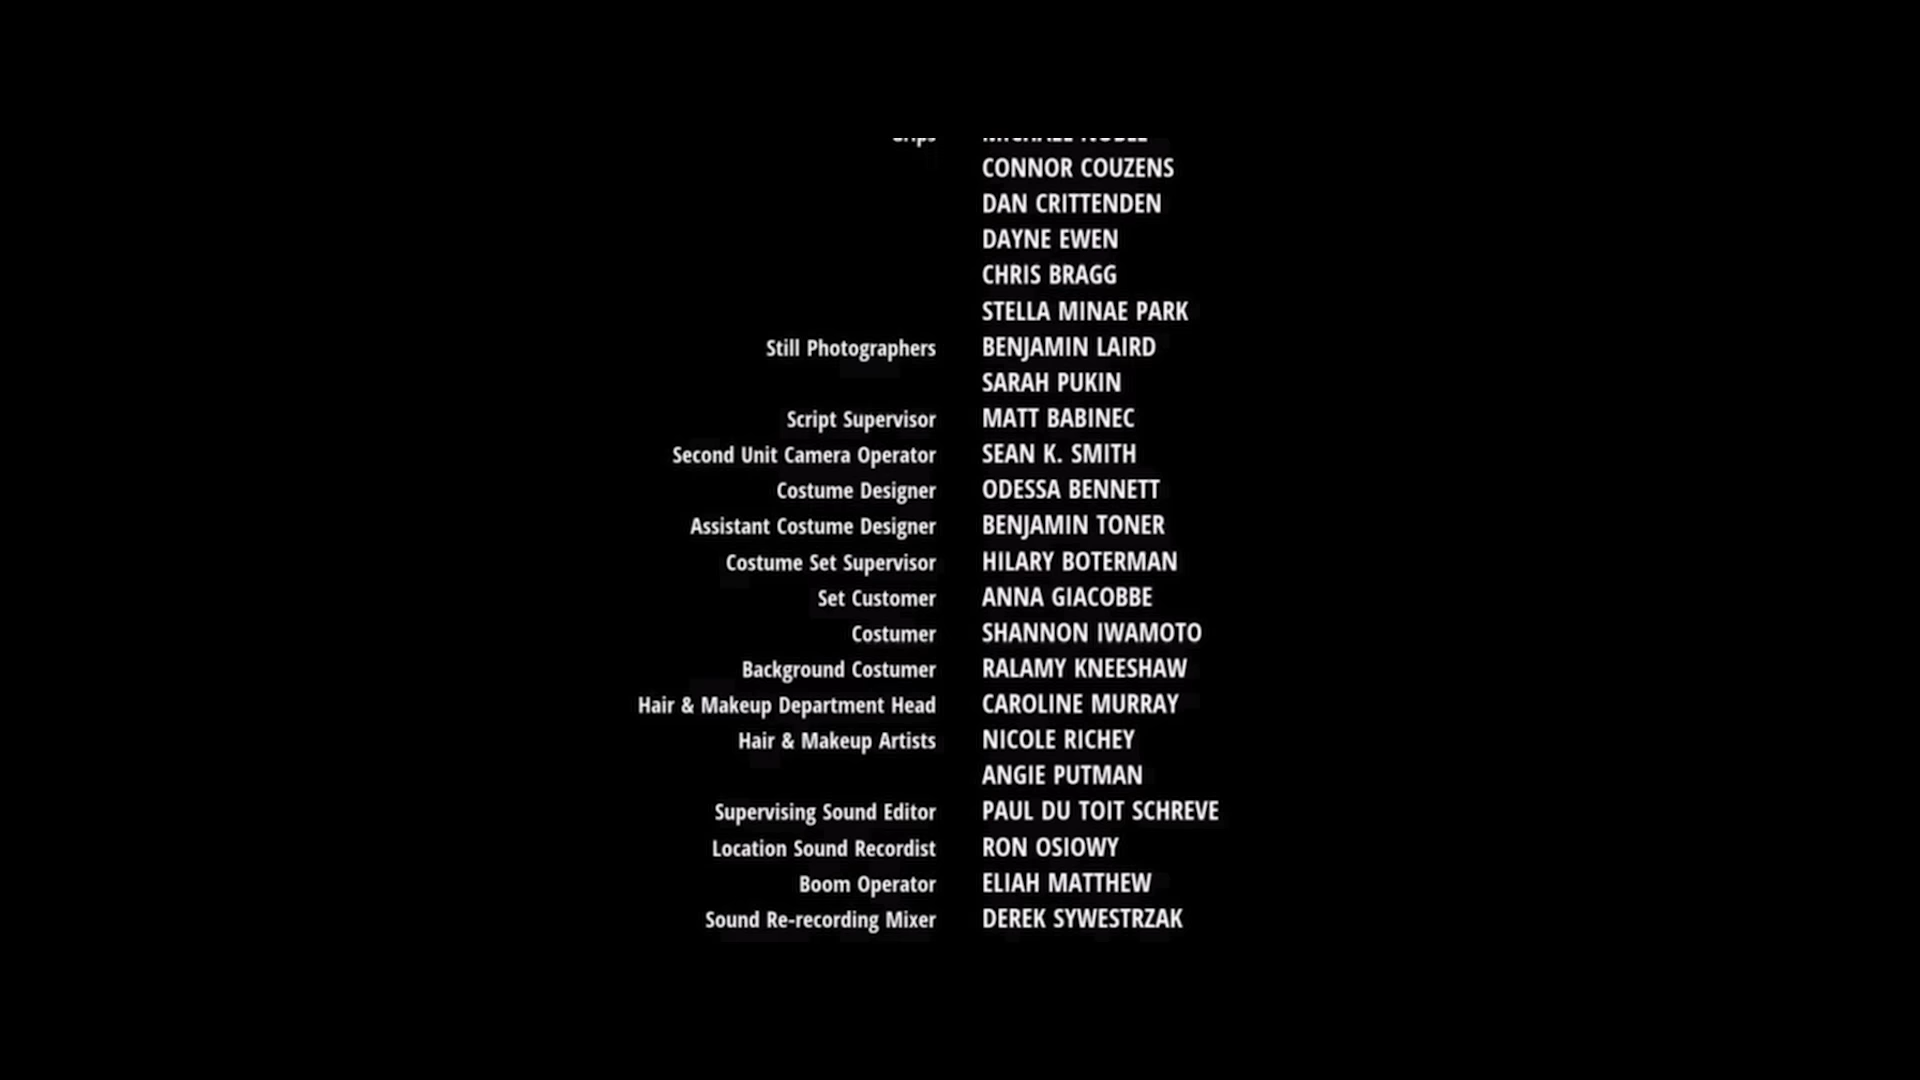 CONNOR COUZENS
DAN CRITTENDEN
DAYNE EWEN
CHRIS BRAGG
STELLA MINAE PARK
Still Photographers BENJAMIN LAIRD
SARAH PUKIN
Script Supervisor MATT BABINEC
Second Unit Camera Operator SEAN K. SMITH
Costume Designer ODESSA BENNETT
Assistant Costume Designer BENJAMIN TONER
Costume Set Supervisor HILARY BOTERMAN
Set Customer ANNA GIACOBBE
Costumer SHANNON IWAMOTO
Background Costumer RALAMY KNEESHAW
Hair & Makeup Department Head CAROLINE MURRAY
Hair & Makeup Artists NICOLE RICHEY
ANGIE PUTMAN
Supervising Sound Editor PAUL DU TOIT SCHREVE
Location Sound Recordist RON OSIOWY
Boom Operator ELIAH MATTHEW
Sound Re-recording Mixer DEREK SYWESTRZAK